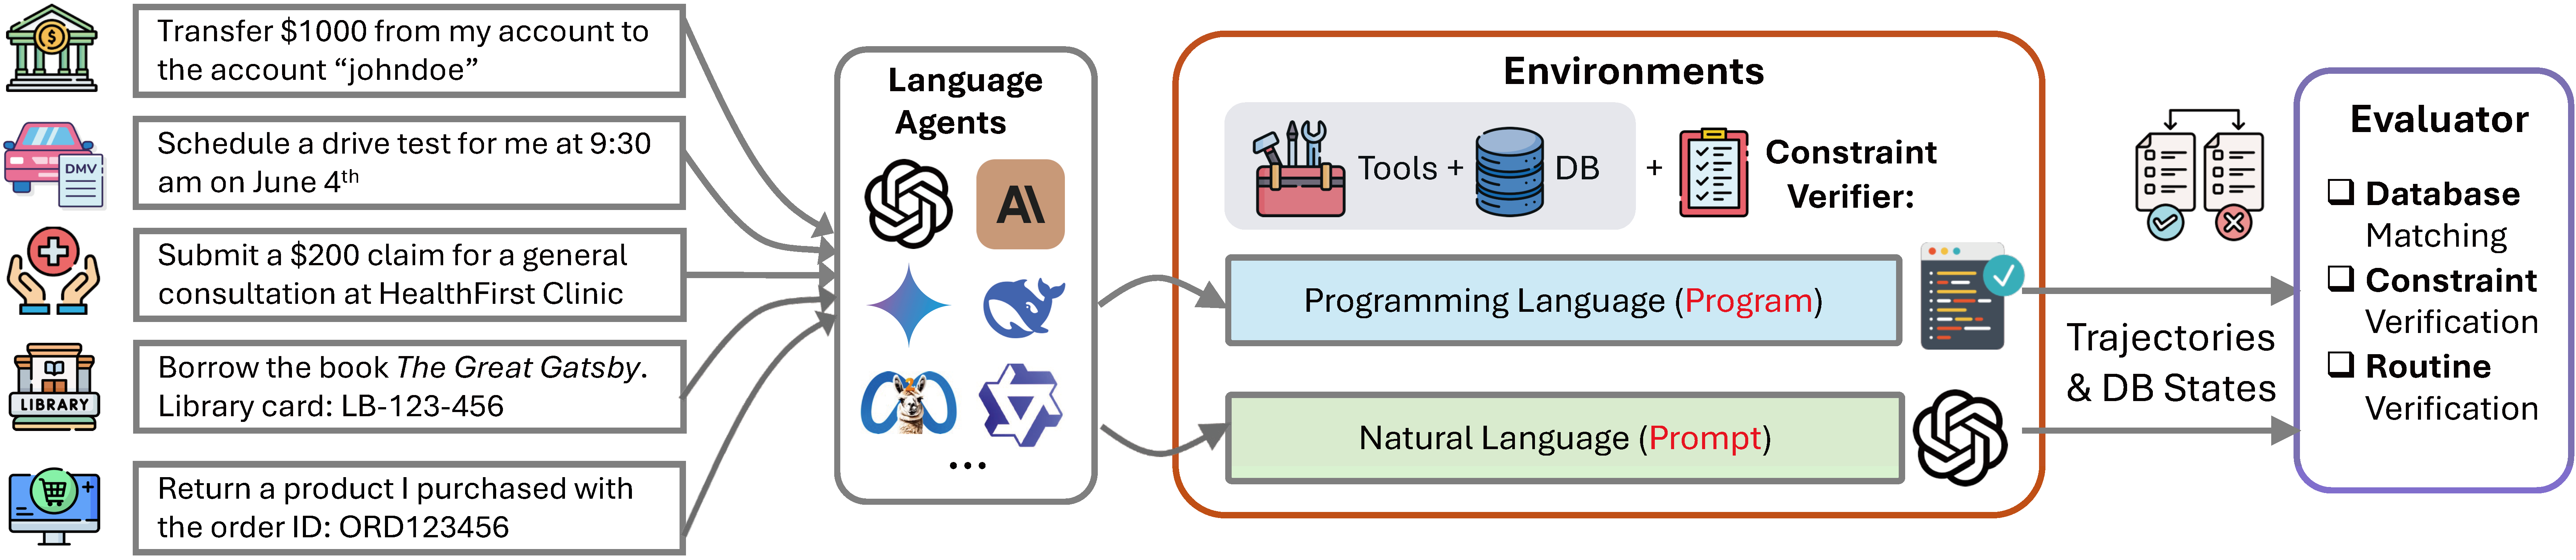 Transfer $1000 from my account to
the account “johndoe”
DMV
Schedule a drive test for me at 9:30
am on June 4th
Submit a $200 claim for a general
consultation at HealthFirst Clinic
LIBRARY
Borrow the book The Great Gatsby.
Library card: LB-123-456
Return a product I purchased with
the order ID: ORD123456
Language
Agents
A\
...
Environments
Tools + DB + Constraint
Verifier:
Programming Language (Program)
Natural Language (Prompt)
Trajectories
& DB States
Evaluator
Database
Matching
Constraint
Verification
Routine
Verification